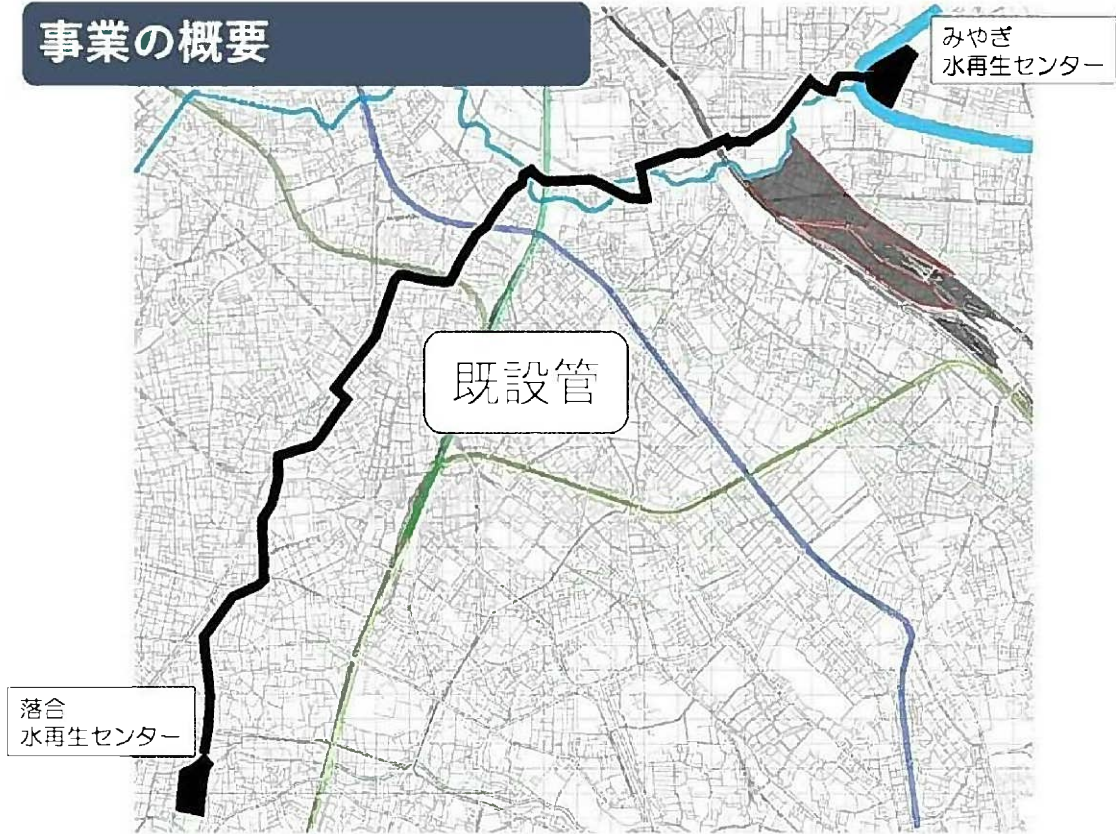 事業の概要
みやぎ
水再生センター
既設管
落合
水再生センター